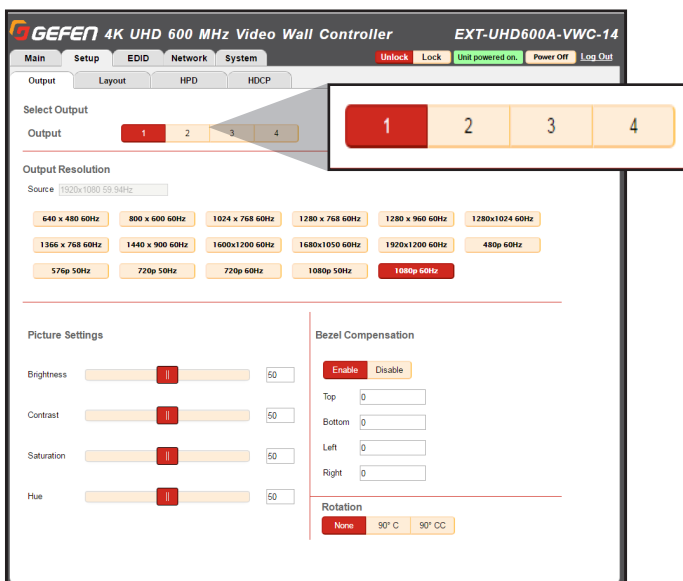 GEFEN 4K UHD 600 MHz Video Wall Controller EXT-UHD600A-VWC-14
Main Setup EDID Network System Unlock Lock Unit powered on. Power Off Log Out
Output Layout HPD HDCP
Select Output
Output 1 2 3 4
1 2 3 4
Output Resolution
Source 1920x1080 59.94Hz
640 x 480 60Hz 800 x 600 60Hz 1024 x 768 60Hz 1280 x 768 60Hz 1280 x 960 60Hz 1280x1024 60Hz
1366 x 768 60Hz 1440 x 900 60Hz 1600x1200 60Hz 1680x1050 60Hz 1920x1200 60Hz 480p 60Hz
576p 50Hz 720p 50Hz 720p 60Hz 1080p 50Hz 1080p 60Hz
Picture Settings
Brightness 50
Contrast 50
Saturation 50
Hue 50
Bezel Compensation
Enable Disable
Top 0
Bottom 0
Left 0
Right 0
Rotation
None 90° C 90° CC